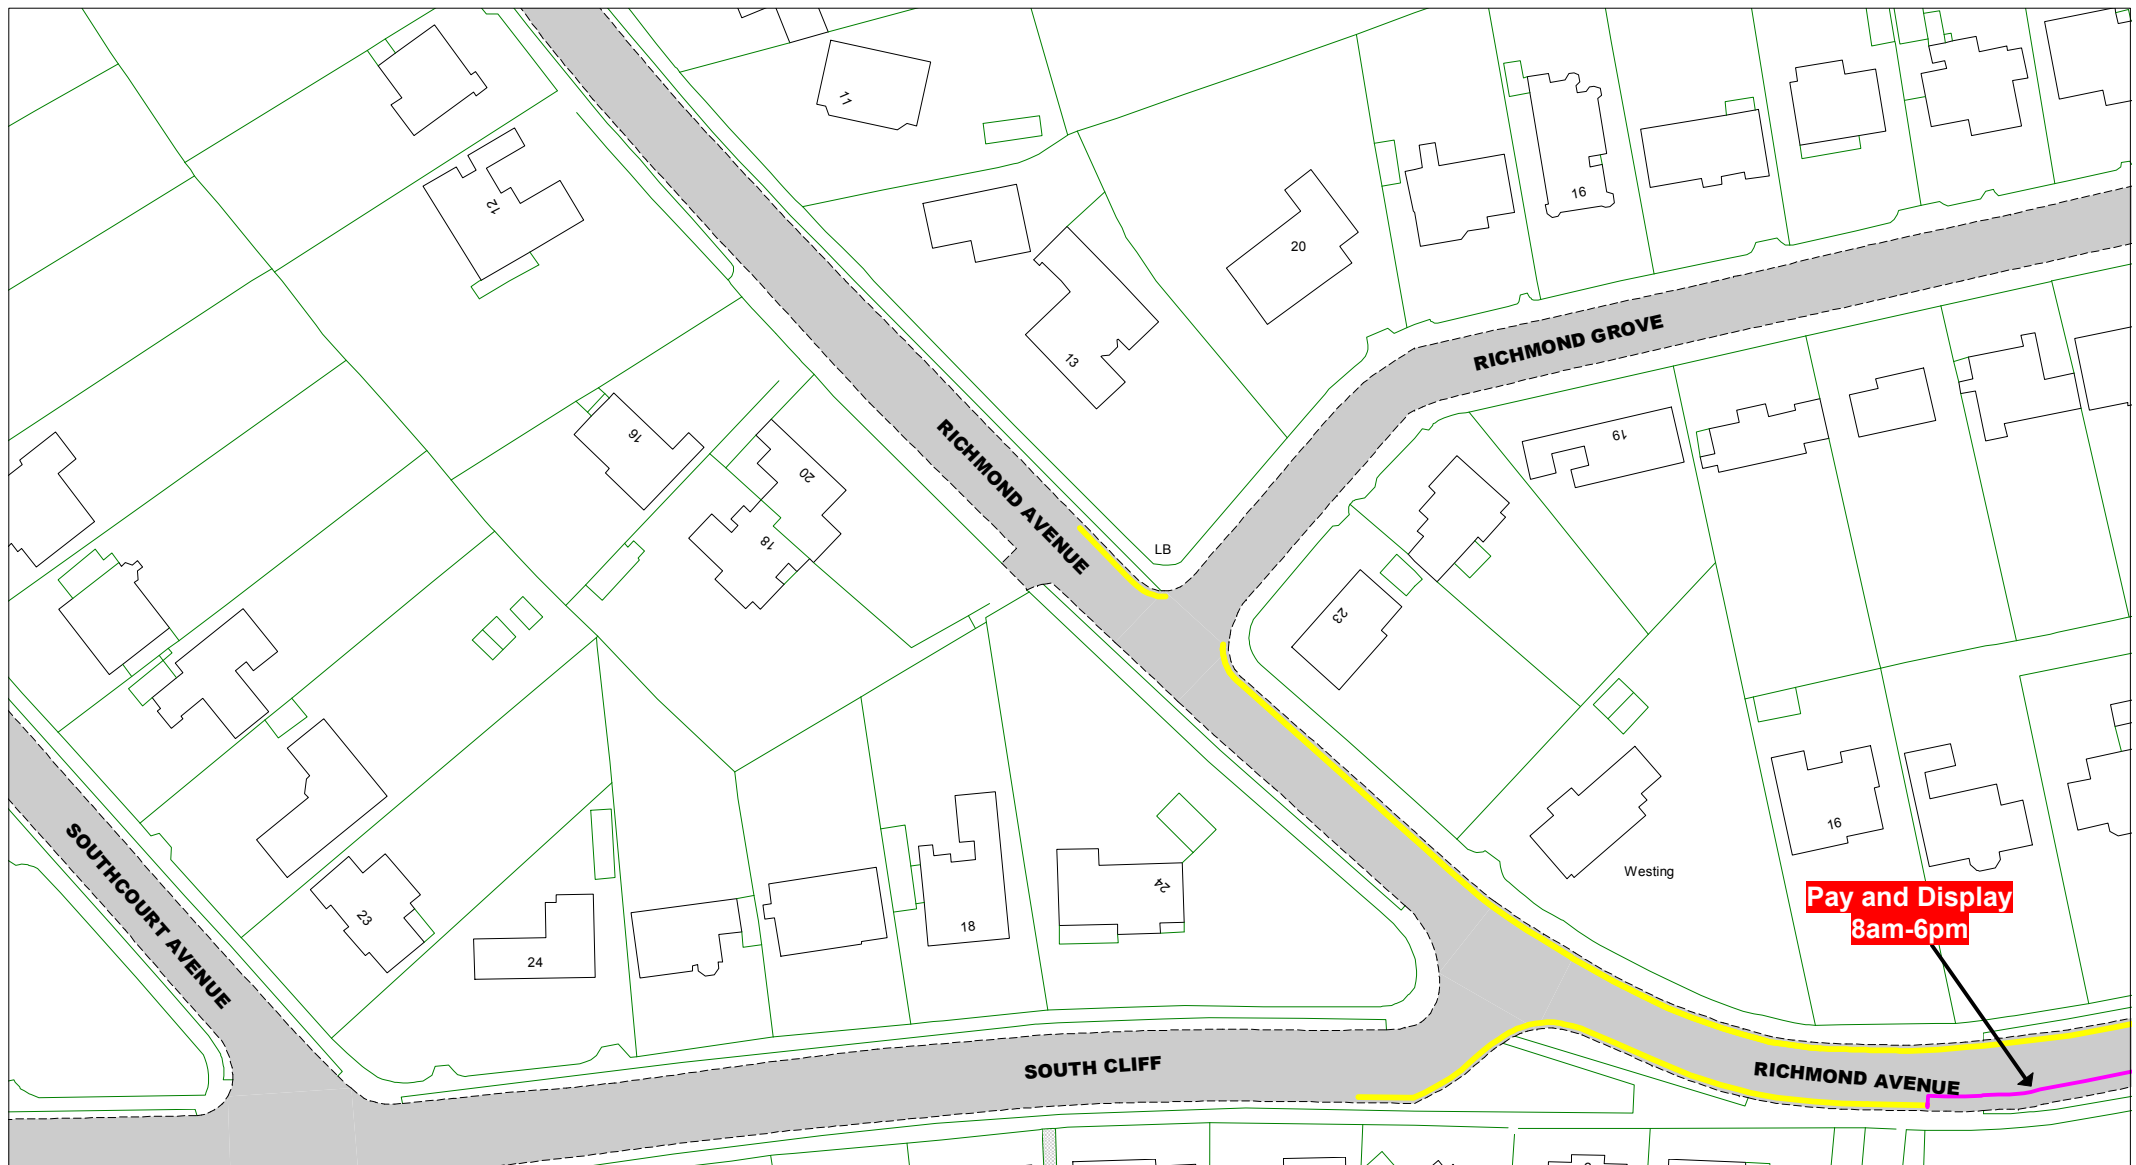 11
12
16
20
13
RICHMOND GROVE
16
20
19
18
RICHMOND AVENUE
LB
23
16
Westing
SOUTHCOURT AVENUE
23
24
18
24
Pay and Display
8am-6pm
SOUTH CLIFF
RICHMOND AVENUE